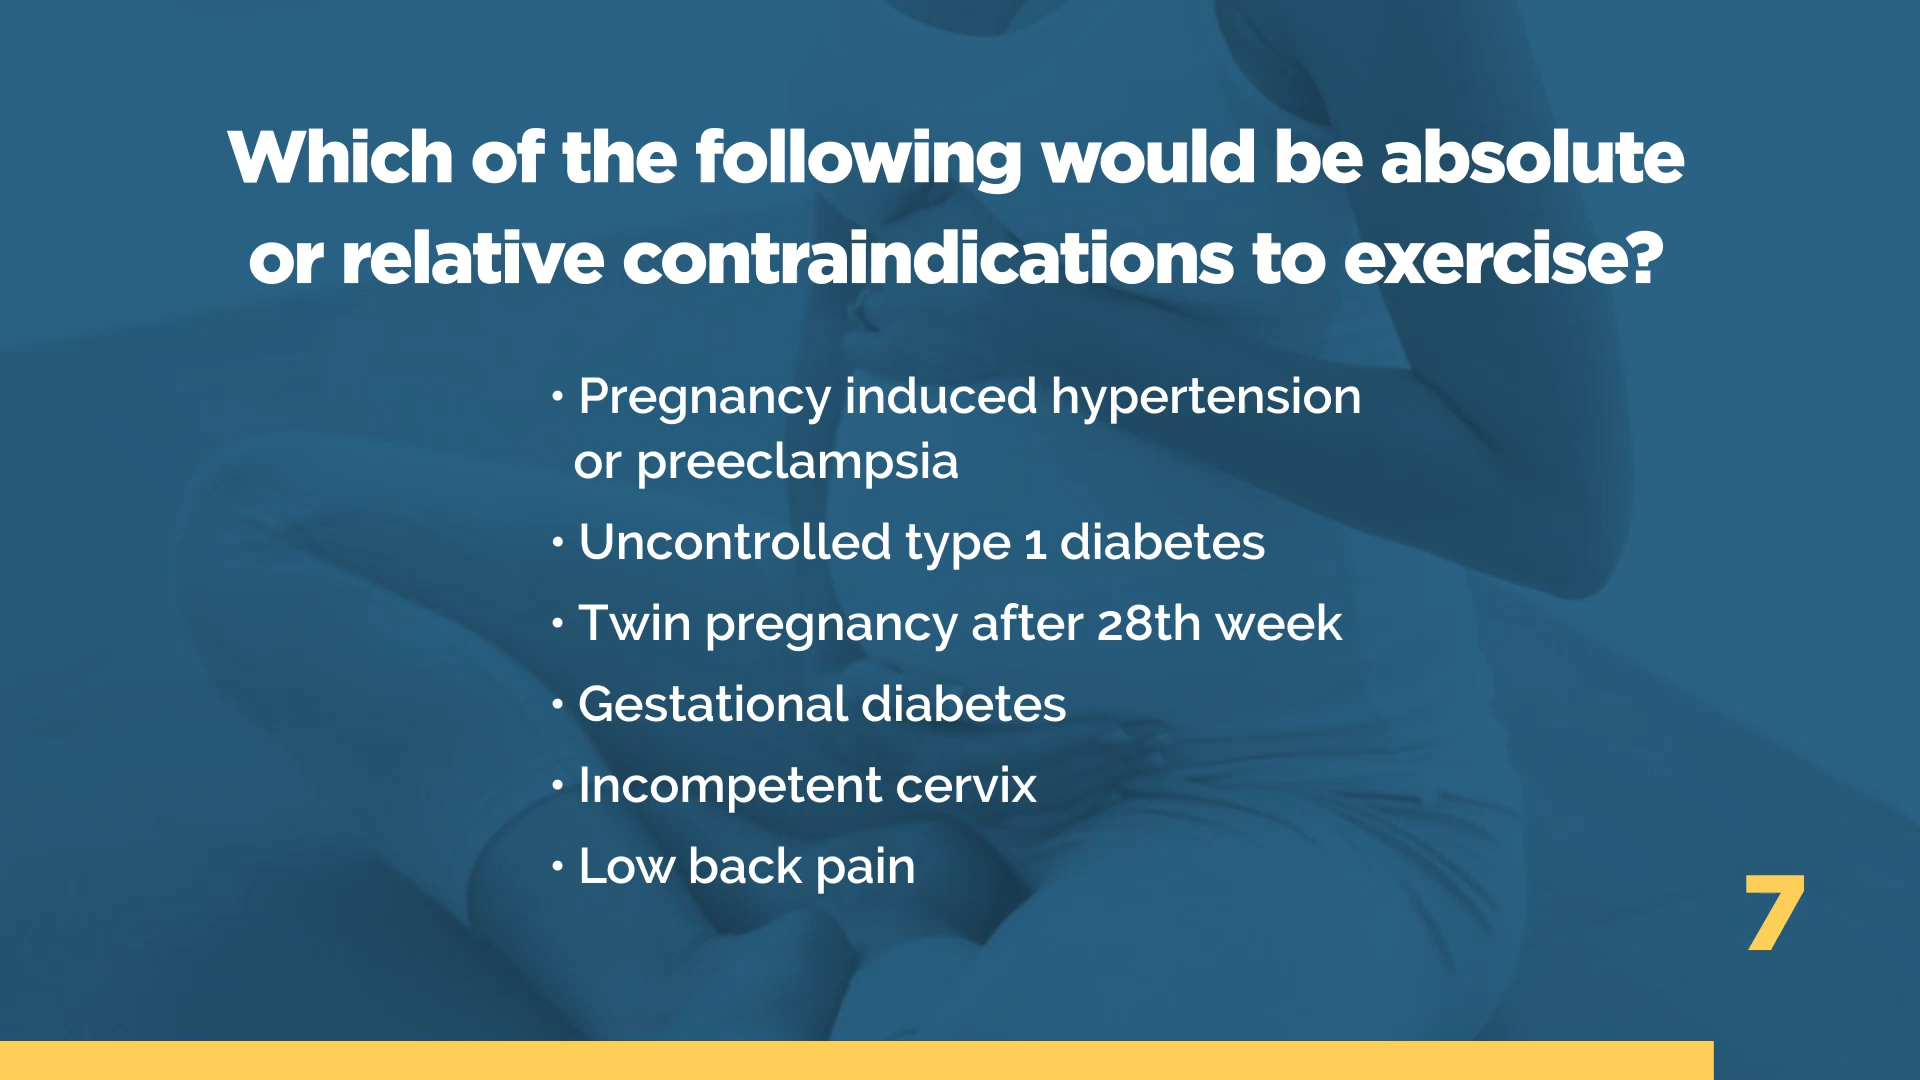 Which of the following would be absolute
or relative contraindications to exercise?
• Pregnancy induced hypertension
or preeclampsia
• Uncontrolled type 1 diabetes
• Twin pregnancy after 28th week
• Gestational diabetes
• Incompetent cervix
• Low back pain
7